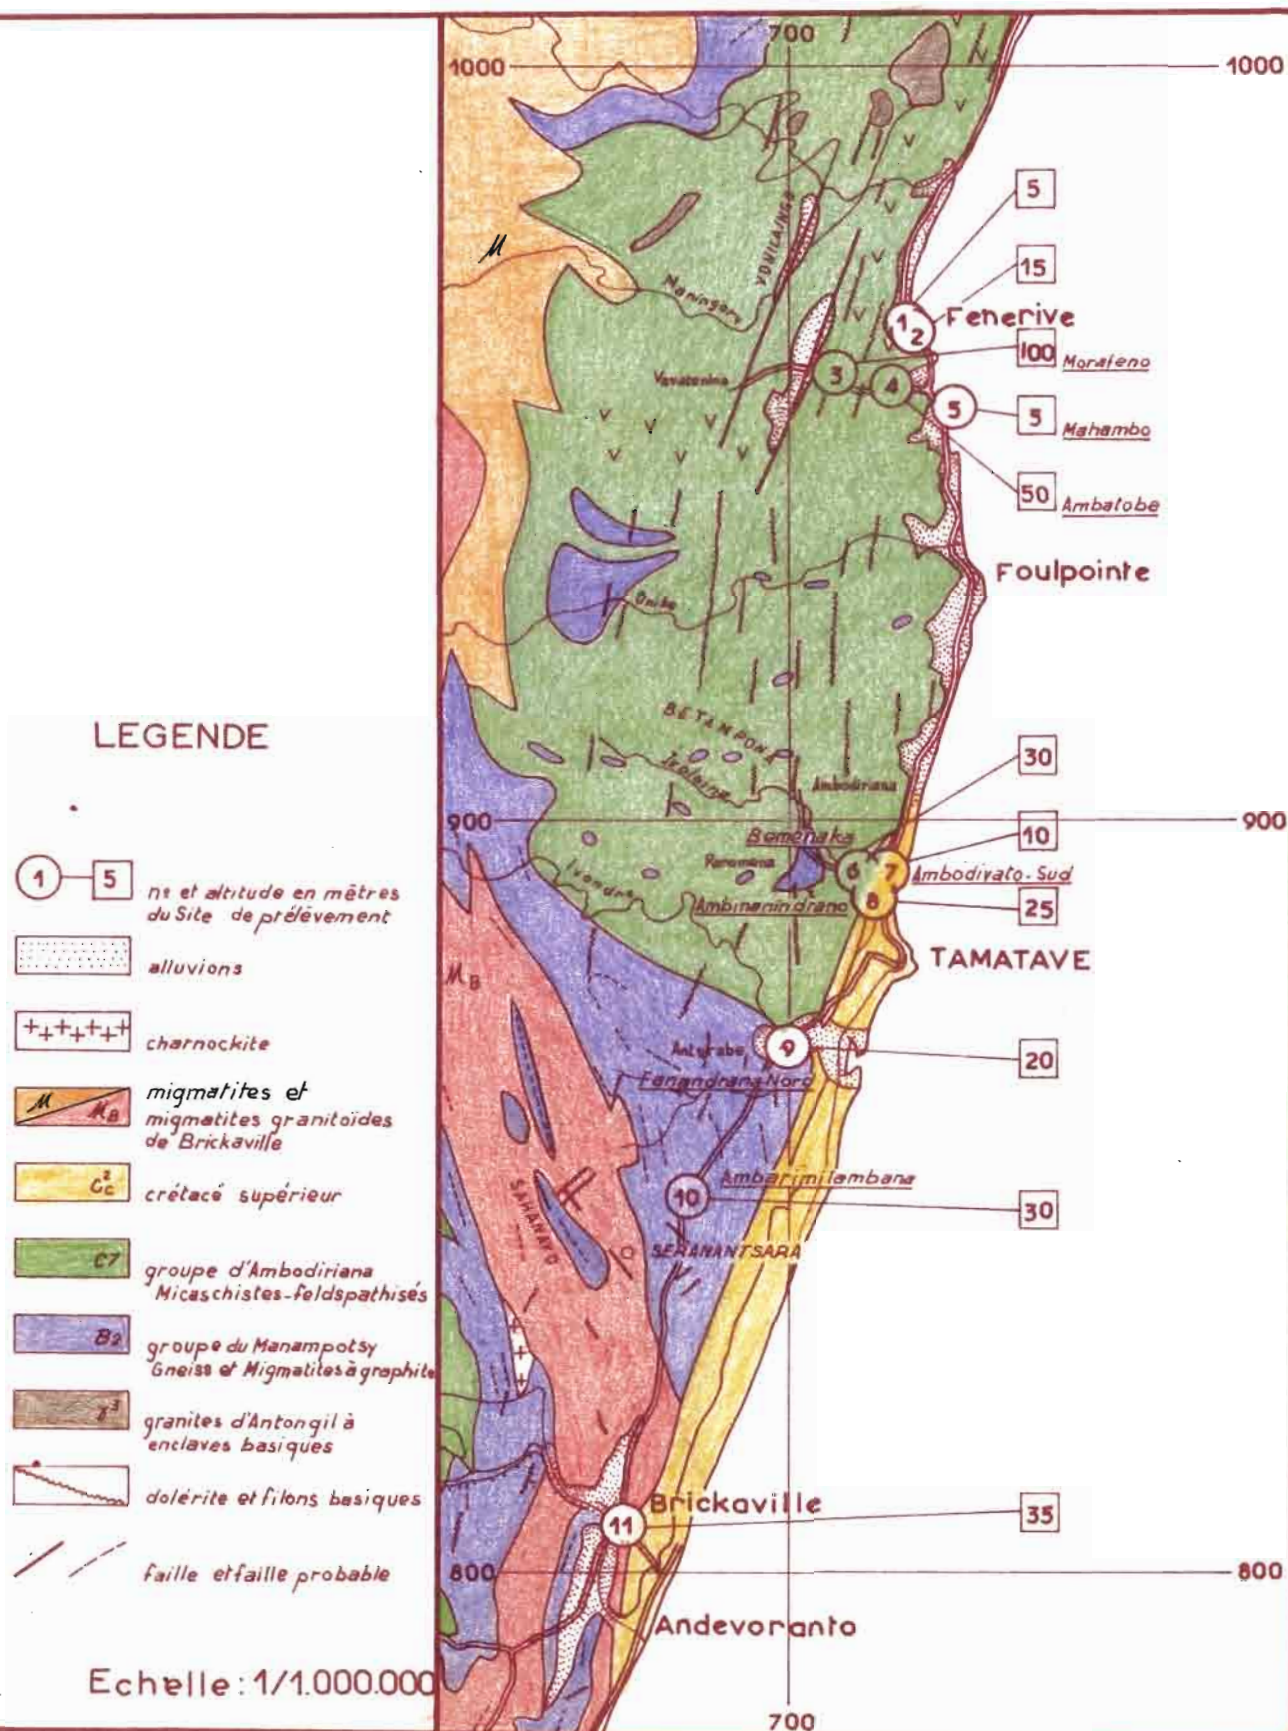 700
1000
1000
5
M
VOHILAINGO
15
Maningory
1
2
Fenerive
100
Morafeno
Vavatenina
3
4
5
5
Mahambo
50
Ambatobe
Foulpointe
Onibe
BETAMPONA
30
LEGENDE
Ivoloina
Ambodiriana
900
900
Bemenaka
10
1
5
nº et altitude en mètres
du Site de prélèvement
Ivondro
6
7
Ambodivato-Sud
Ambinanindrano
8
25
alluvions
TAMATAVE
MB
charnockite
9
20
Fanandrana-Nord
M
MB
migmatites et
migmatites granitoïdes
de Brickaville
Ambarimilambana
10
30
C²c
crétacé supérieur
SAHANAVO
SERANANTSARA
C7
groupe d'Ambodiriana
Micaschistes-feldspathisés
B2
groupe du Manampotsy
Gneiss et Migmatites à graphite
γ³
granites d'Antongil à
enclaves basiques
dolérite et filons basiques
Brickaville
11
35
faille et faille probable
800
800
Andevoranto
Echelle: 1/1.000.000
700